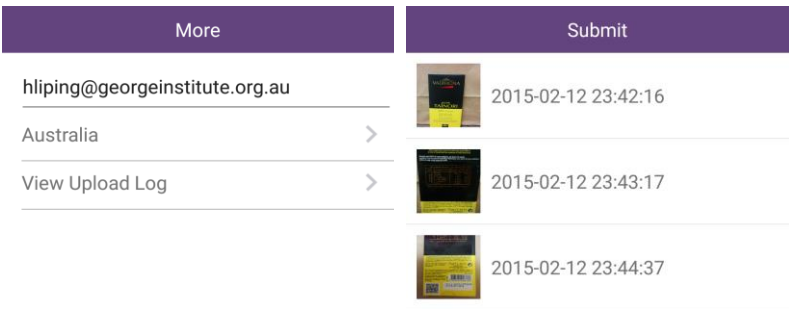 More
hliping@georgeinstitute.org.au
Australia
View Upload Log
Submit
2015-02-12 23:42:16
2015-02-12 23:43:17
2015-02-12 23:44:37